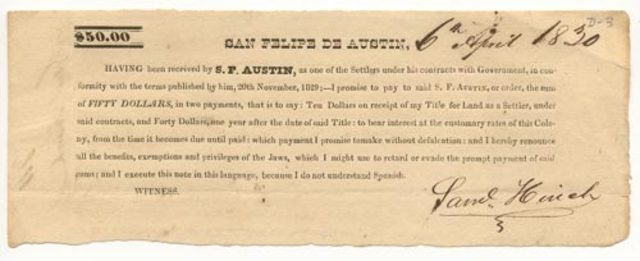 D-3
$50.00
SAN FELIPE DE AUSTIN, 6th April 1830
HAVING been received by S. F. AUSTIN, as one of the Settlers under his contracts with Government, in con-
formity with the terms published by him, 20th November, 1829;—I promise to pay to said S. F. AUSTIN, or order, the sum
of FIFTY DOLLARS, in two payments, that is to say: Ten Dollars on receipt of my Title for Land as a Settler, under
said contracts, and Forty Dollars, one year after the date of said Title: to bear interest at the customary rates of this Colo-
ny, from the time it becomes due until paid: which payment I promise tomake without defalcation: and I hereby renounce
all the benefits, exemptions and privileges of the Laws, which I might use to retard or evade the prompt payment of said
sums; and I execute this note in this language, because I do not understand Spanish.
WITNESS.
Saml. Hinch